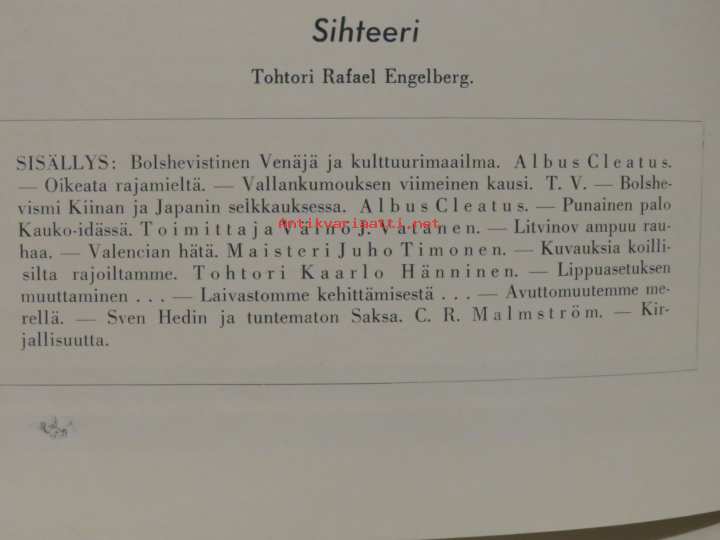 Sihteeri
Tohtori Rafael Engelberg.
SISÄLLYS: Bolshevistinen Venäjä ja kulttuurimaailma. Albus Cleatus.
— Oikeata rajamieltä. — Vallankumouksen viimeinen kausi. T. V. — Bolshe-
vismi Kiinan ja Japanin selkkauksessa. Albus Cleatus. — Punainen palo
Kauko-idässä. Toimittaja Väinö J. Vatanen. — Litvinov ampuu rau-
haa. — Valencian hätä. Maisteri Juho Timonen. — Kuvauksia koilli-
silta rajoiltamme. Tohtori Kaarlo Hänninen. — Lippuasetuksen
muuttaminen . . . — Laivastomme kehittämisestä . . . — Avuttomuutemme me-
rellä. — Sven Hedin ja tuntematon Saksa. C. R. Malmström. — Kir-
jallisuutta.
Antikvariaatti.net